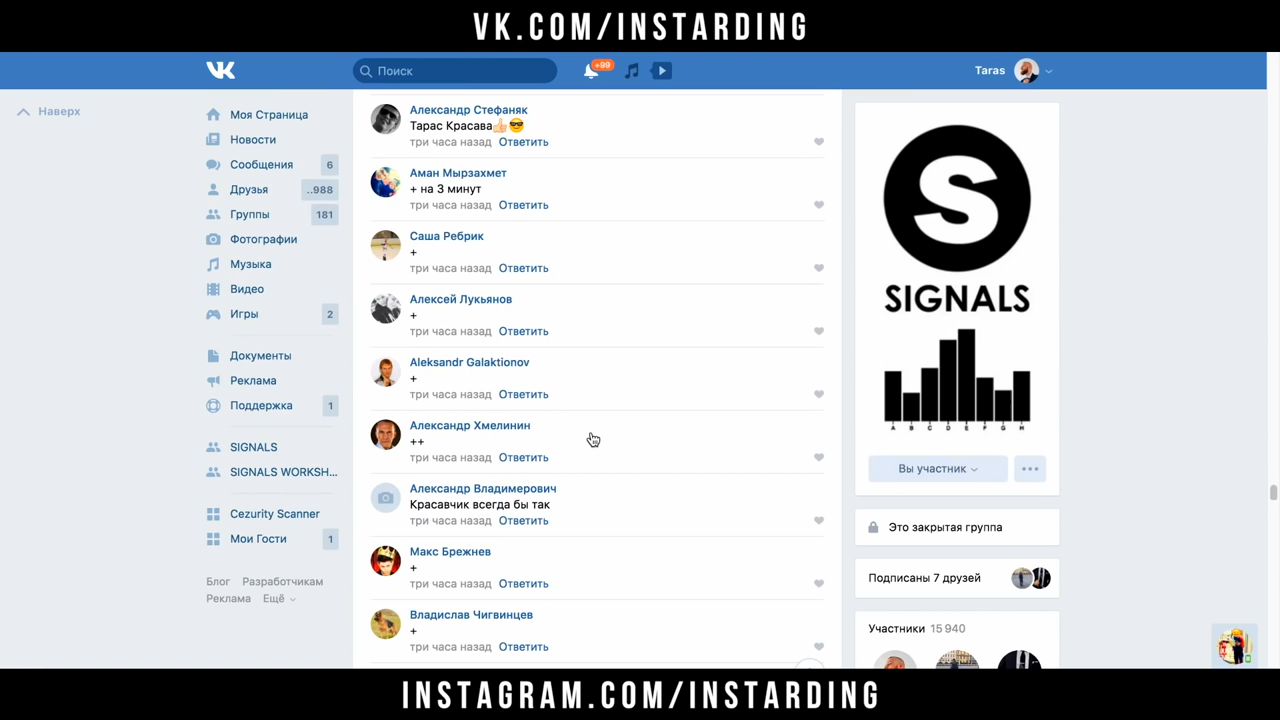 VK.COM/INSTARDING
Поиск
+99
Taras
Наверх
Моя Страница
Новости
Сообщения 6
Друзья ..988
Группы 181
Фотографии
Музыка
Видео
Игры 2
Документы
Реклама
Поддержка 1
SIGNALS
SIGNALS WORKSH...
Cezurity Scanner
Мои Гости 1
Блог Разработчикам
Реклама Ещё
Александр Стефаняк
Тарас Красава👍😎
три часа назад Ответить
Аман Мырзахмет
+ на 3 минут
три часа назад Ответить
Саша Ребрик
+
три часа назад Ответить
Алексей Лукьянов
+
три часа назад Ответить
Aleksandr Galaktionov
+
три часа назад Ответить
Александр Хмелинин
++
три часа назад Ответить
Александр Владимерович
Красавчик всегда бы так
три часа назад Ответить
Макс Брежнев
+
три часа назад Ответить
Владислав Чигвинцев
+
три часа назад Ответить
S
SIGNALS
A B C D E F G H
Вы участник
Это закрытая группа
Подписаны 7 друзей
Участники 15 940
INSTAGRAM.COM/INSTARDING